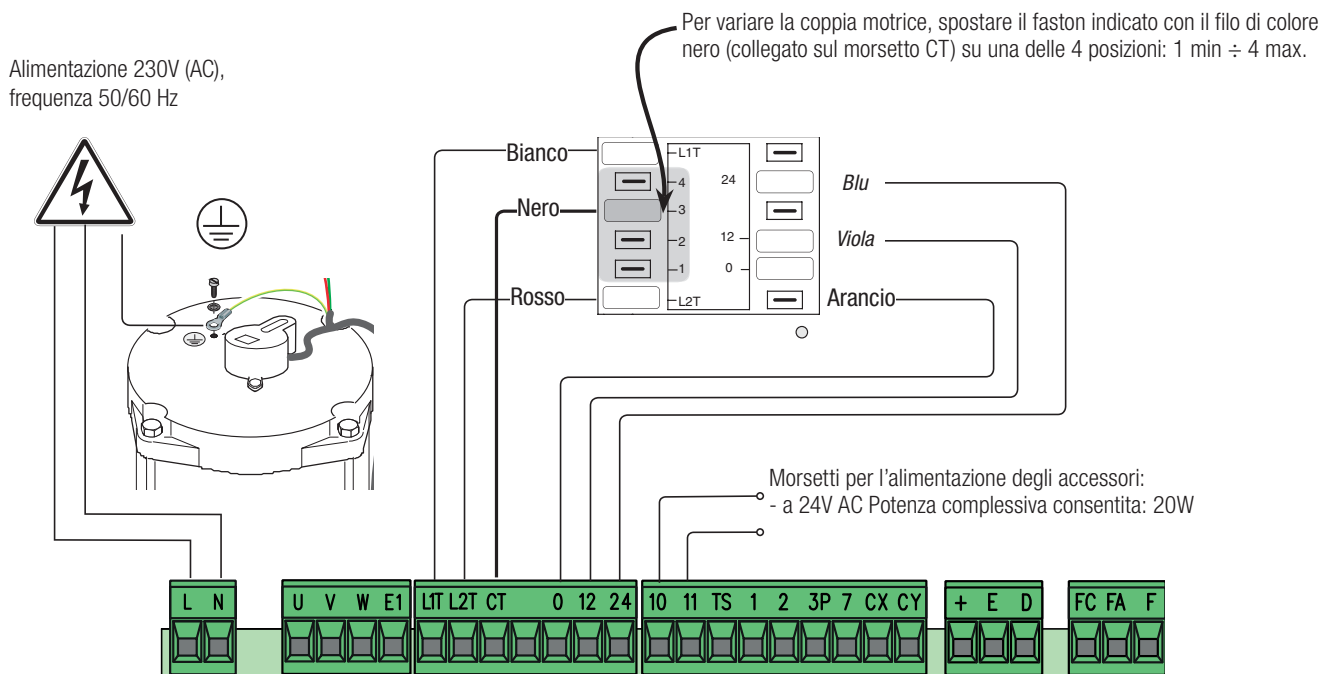 Per variare la coppia motrice, spostare il faston indicato con il filo di colore
nero (collegato sul morsetto CT) su una delle 4 posizioni: 1 min ÷ 4 max.
Alimentazione 230V (AC),
frequenza 50/60 Hz
Bianco
L1T
4
24
Blu
Nero
3
2
12
Viola
1
0
Rosso
L2T
Arancio
Morsetti per l'alimentazione degli accessori:
- a 24V AC Potenza complessiva consentita: 20W
L N
U V W E1
L1T L2T CT 0 12 24
10 11 TS 1 2 3P 7 CX CY
+ E D
FC FA F